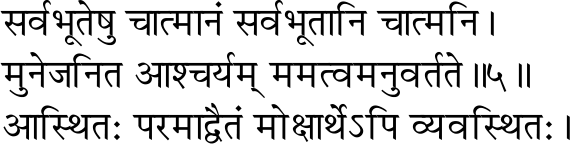 सर्वभूतेषु चात्मानं सर्वभूतानि चात्मनि।
मुनेजनित आश्चर्यम् ममत्वमनुवर्तते॥५॥
आस्थितः परमाद्वैतं मोक्षार्थेऽपि व्यवस्थितः।